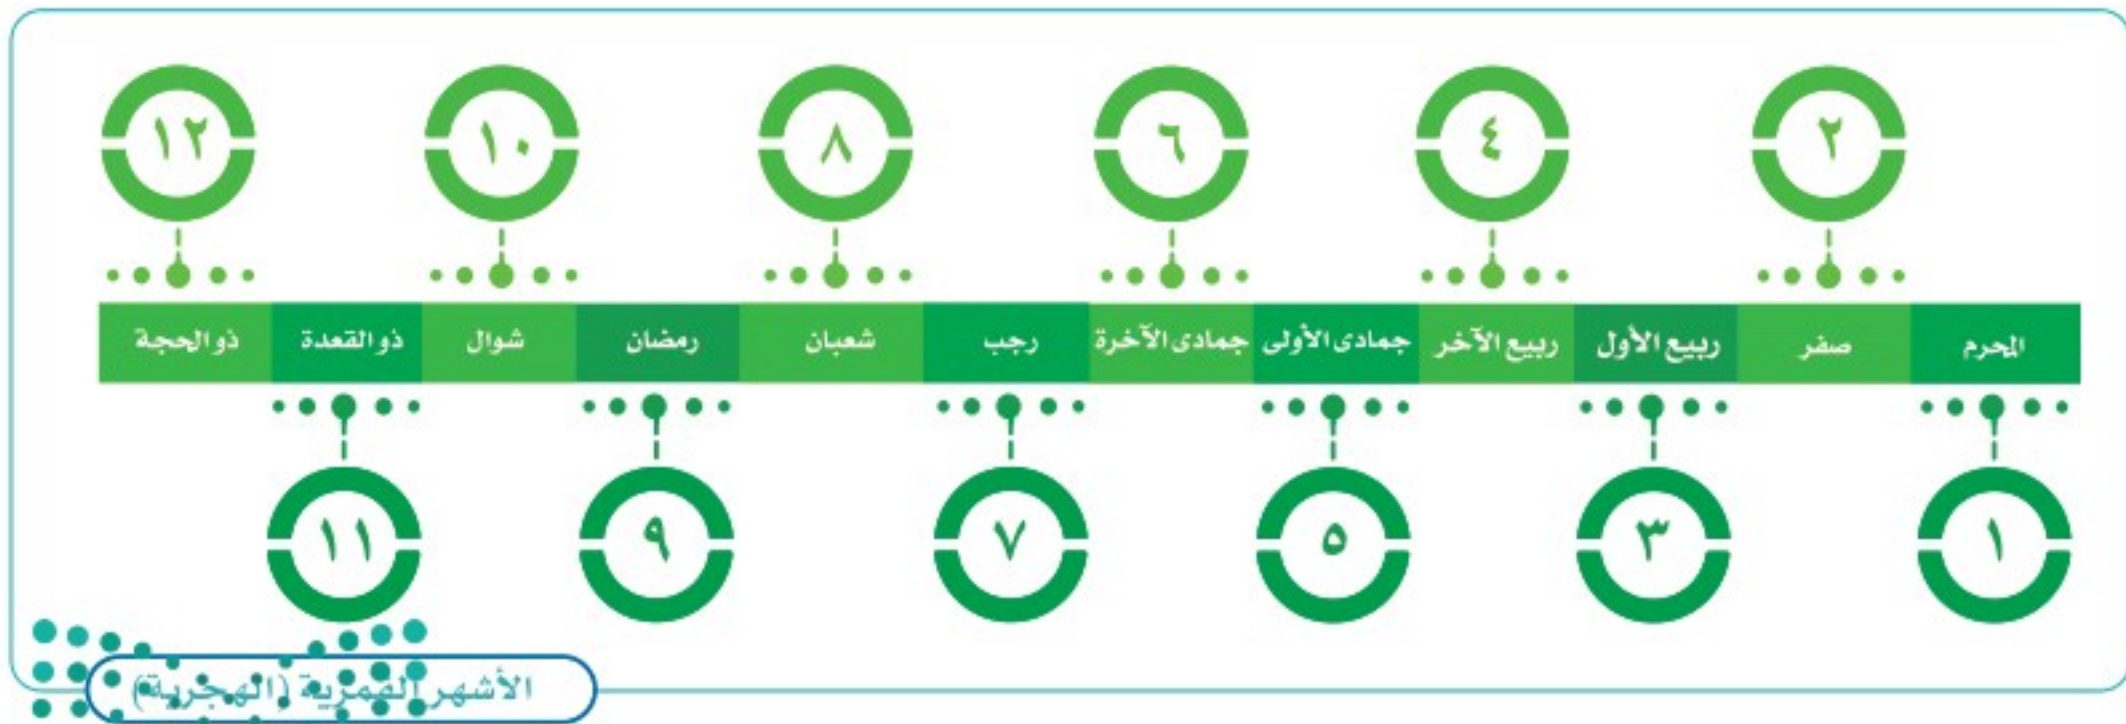 ٢ ٤ ٦ ٨ ١٠ ١٢
المحرم صفر ربيع الأول ربيع الآخر جمادى الأولى جمادى الآخرة رجب شعبان رمضان شوال ذو القعدة ذو الحجة
١ ٣ ٥ ٧ ٩ ١١
الأشهر القمرية (الهجرية)